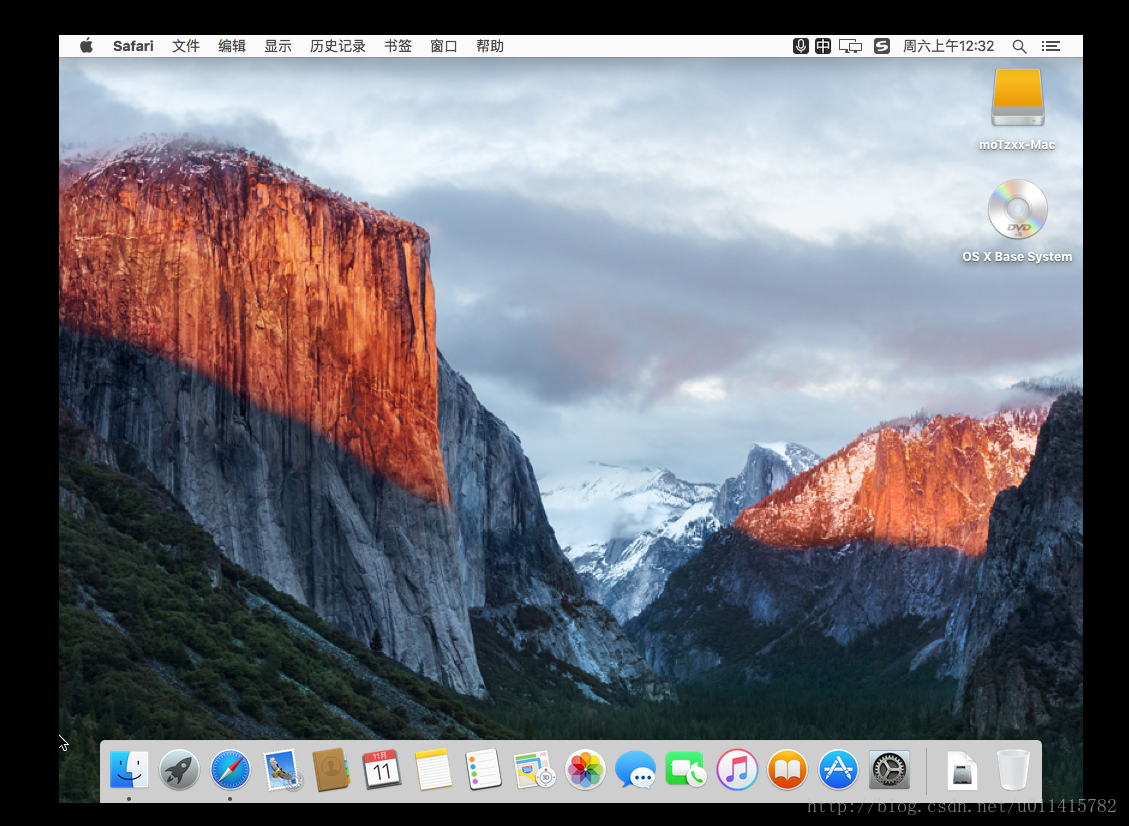 Safari 文件 编辑 显示 历史记录 书签 窗口 帮助 中 S 周六上午12:32
moTzxx-Mac
DVD
OS X Base System
11月
11
3D
http://blog.csdn.net/u011415782